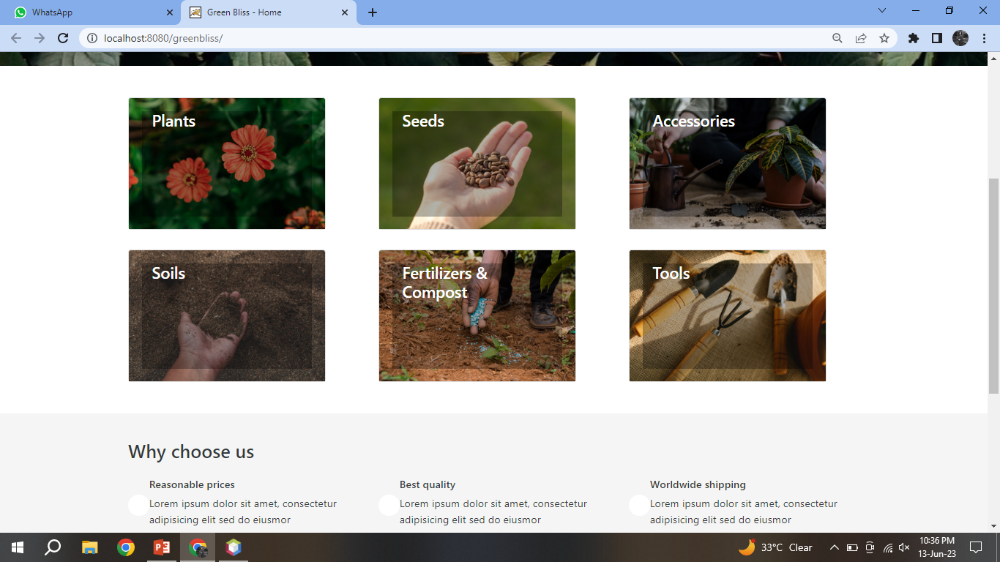 WhatsApp
Green Bliss - Home
localhost:8080/greenbliss/
Plants
Seeds
Accessories
Soils
Fertilizers &
Compost
Tools
Why choose us
Reasonable prices
Lorem ipsum dolor sit amet, consectetur
adipisicing elit sed do eiusmor
Best quality
Lorem ipsum dolor sit amet, consectetur
adipisicing elit sed do eiusmor
Worldwide shipping
Lorem ipsum dolor sit amet, consectetur
adipisicing elit sed do eiusmor
33°C Clear
10:36 PM
13-Jun-23